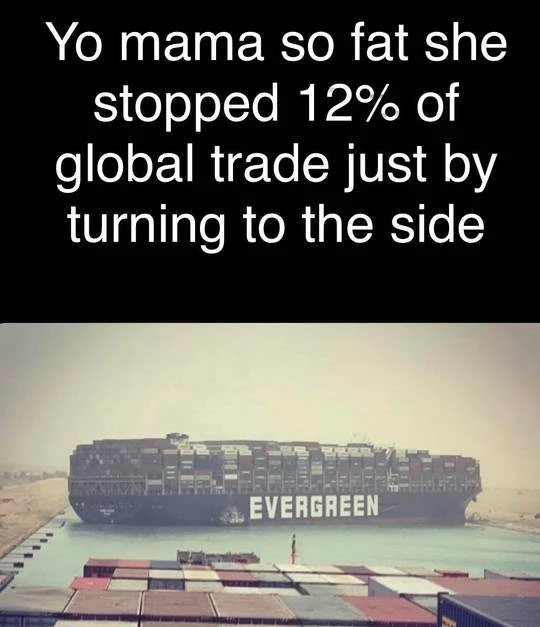 Yo mama so fat she
stopped 12% of
global trade just by
turning to the side
EVERGREEN